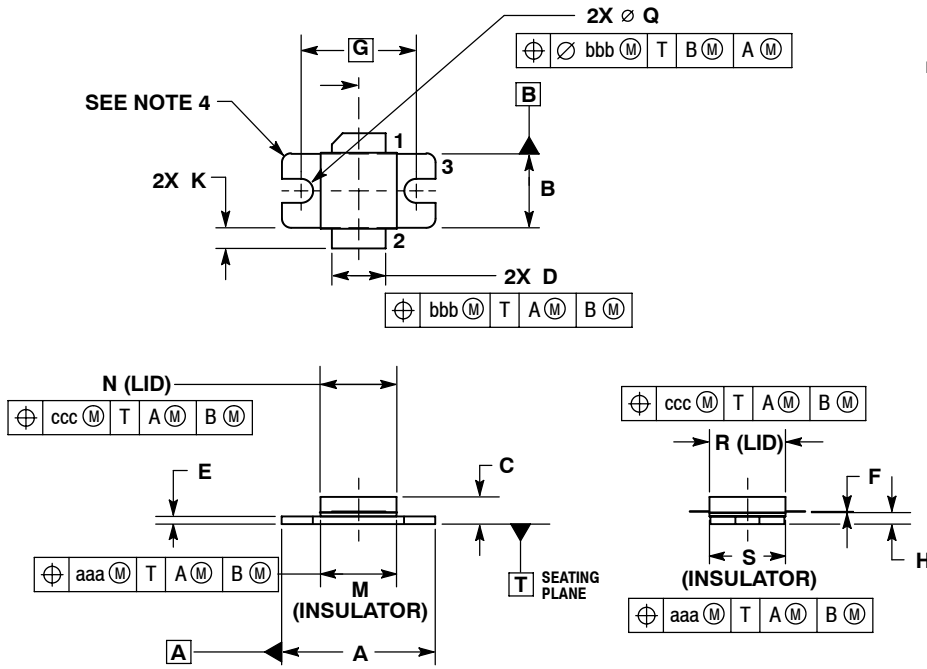 2X ⌀ Q
⌖ ⌀ bbb Ⓜ T B Ⓜ A Ⓜ
G
B
SEE NOTE 4
1
3
2X K
B
2
2X D
⌖ bbb Ⓜ T A Ⓜ B Ⓜ
N (LID)
⌖ ccc Ⓜ T A Ⓜ B Ⓜ
⌖ ccc Ⓜ T A Ⓜ B Ⓜ
R (LID)
E
C
F
H
⌖ aaa Ⓜ T A Ⓜ B Ⓜ
M
(INSULATOR)
T SEATING
PLANE
S
(INSULATOR)
⌖ aaa Ⓜ T A Ⓜ B Ⓜ
A
A